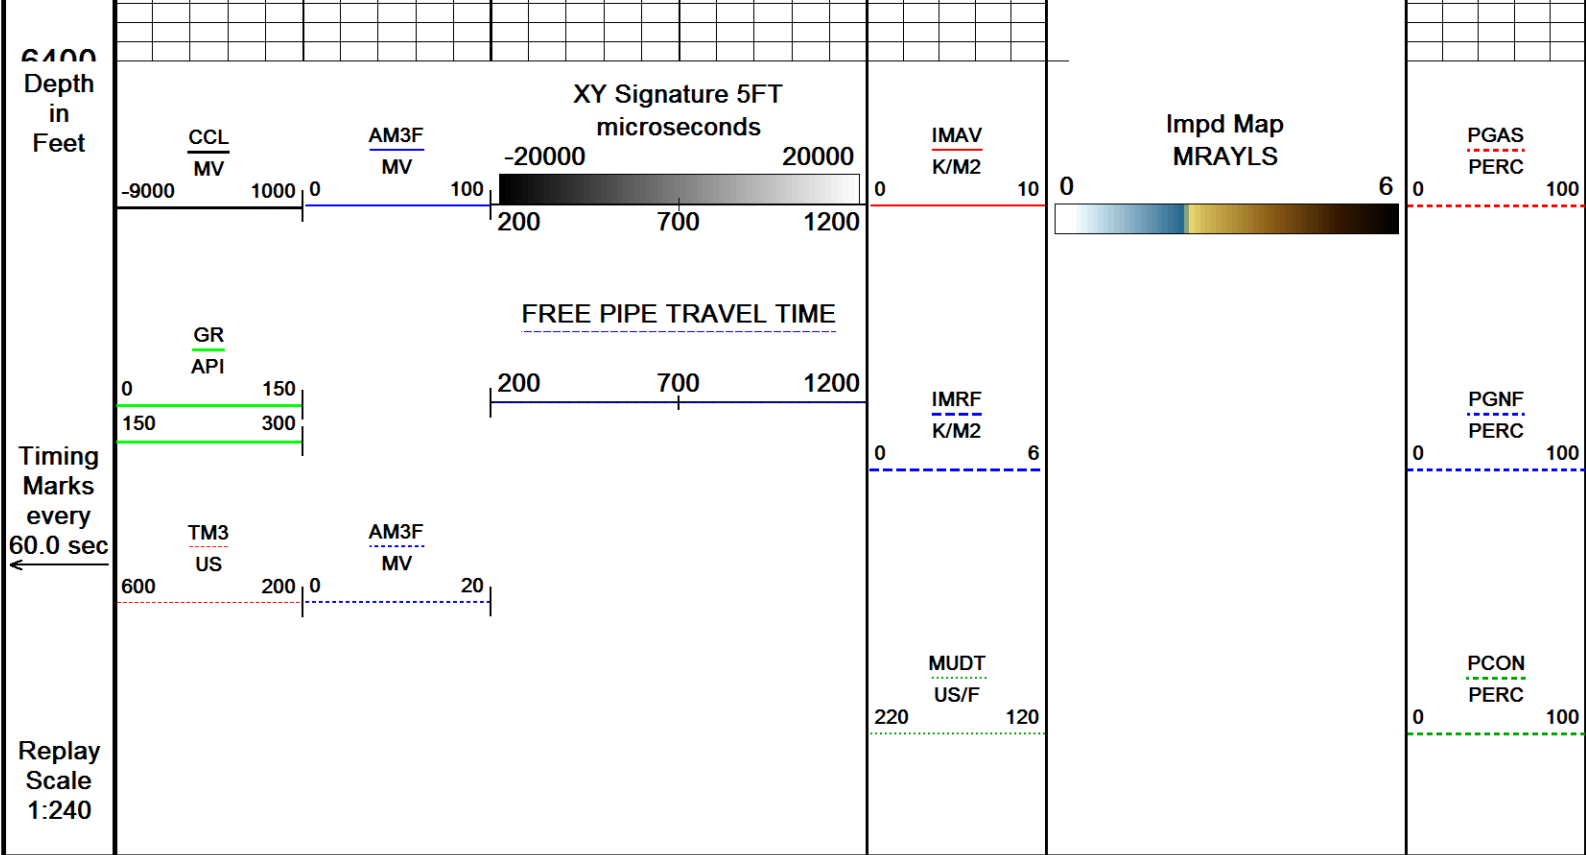 6400
Depth
in
Feet
CCL
MV
-9000 1000
AM3F
MV
0 100
XY Signature 5FT
microseconds
-20000 20000
200 700 1200
IMAV
K/M2
0 10
Impd Map
MRAYLS
0 6
PGAS
PERC
0 100
GR
API
0 150
150 300
FREE PIPE TRAVEL TIME
200 700 1200
IMRF
K/M2
0 6
PGNF
PERC
0 100
Timing
Marks
every
60.0 sec
TM3
US
600 200
AM3F
MV
0 20
MUDT
US/F
220 120
PCON
PERC
0 100
Replay
Scale
1:240